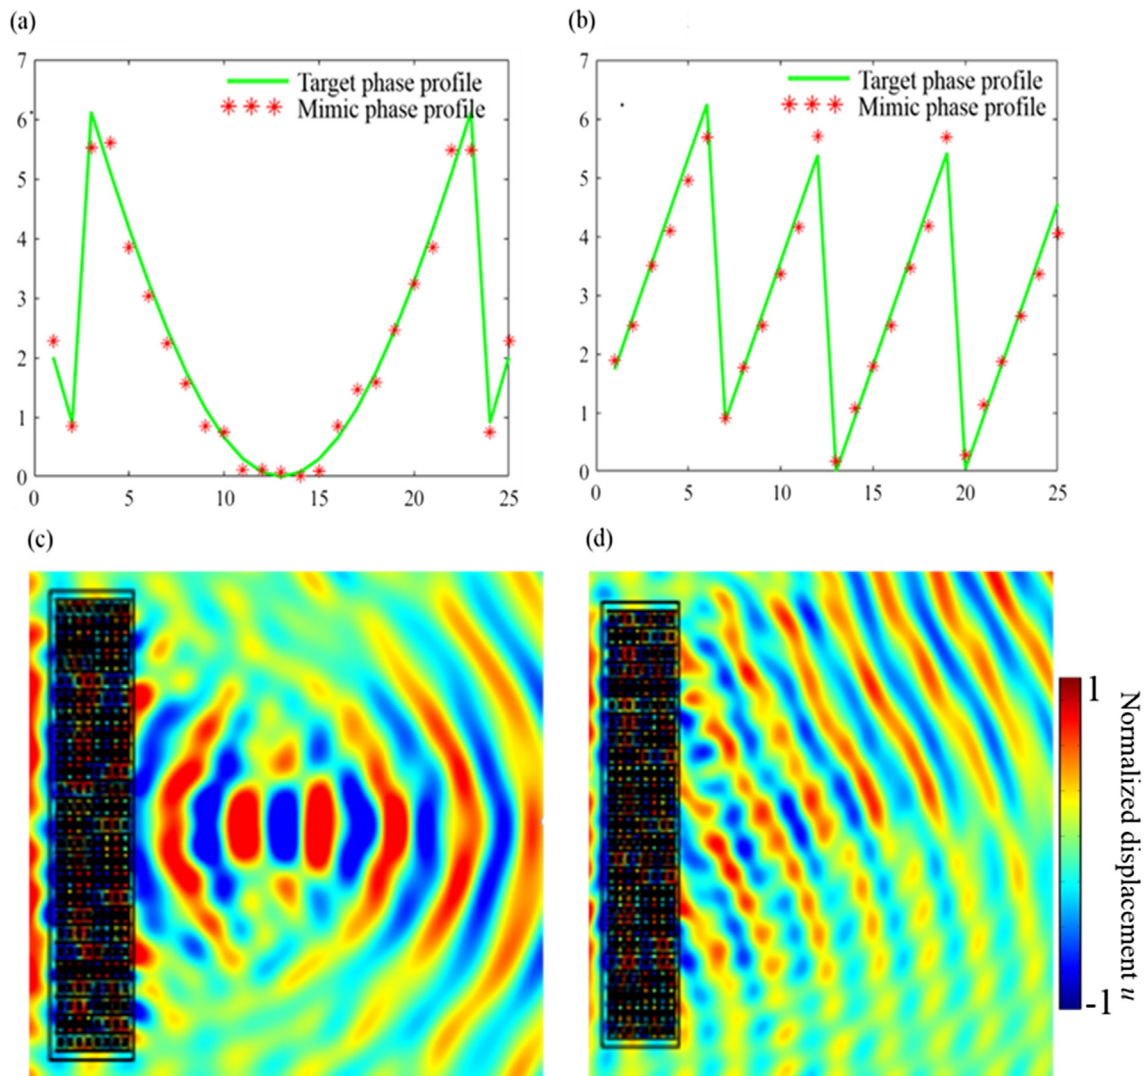 (a)
(b)
7
6
5
4
3
2
1
0
0 5 10 15 20 25
Target phase profile
Mimic phase profile
7
6
5
4
3
2
1
0
0 5 10 15 20 25
Target phase profile
Mimic phase profile
(c)
(d)
1
-1
Normalized displacement u